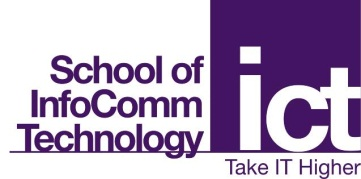 School of
InfoComm
Technology
ict
Take IT Higher